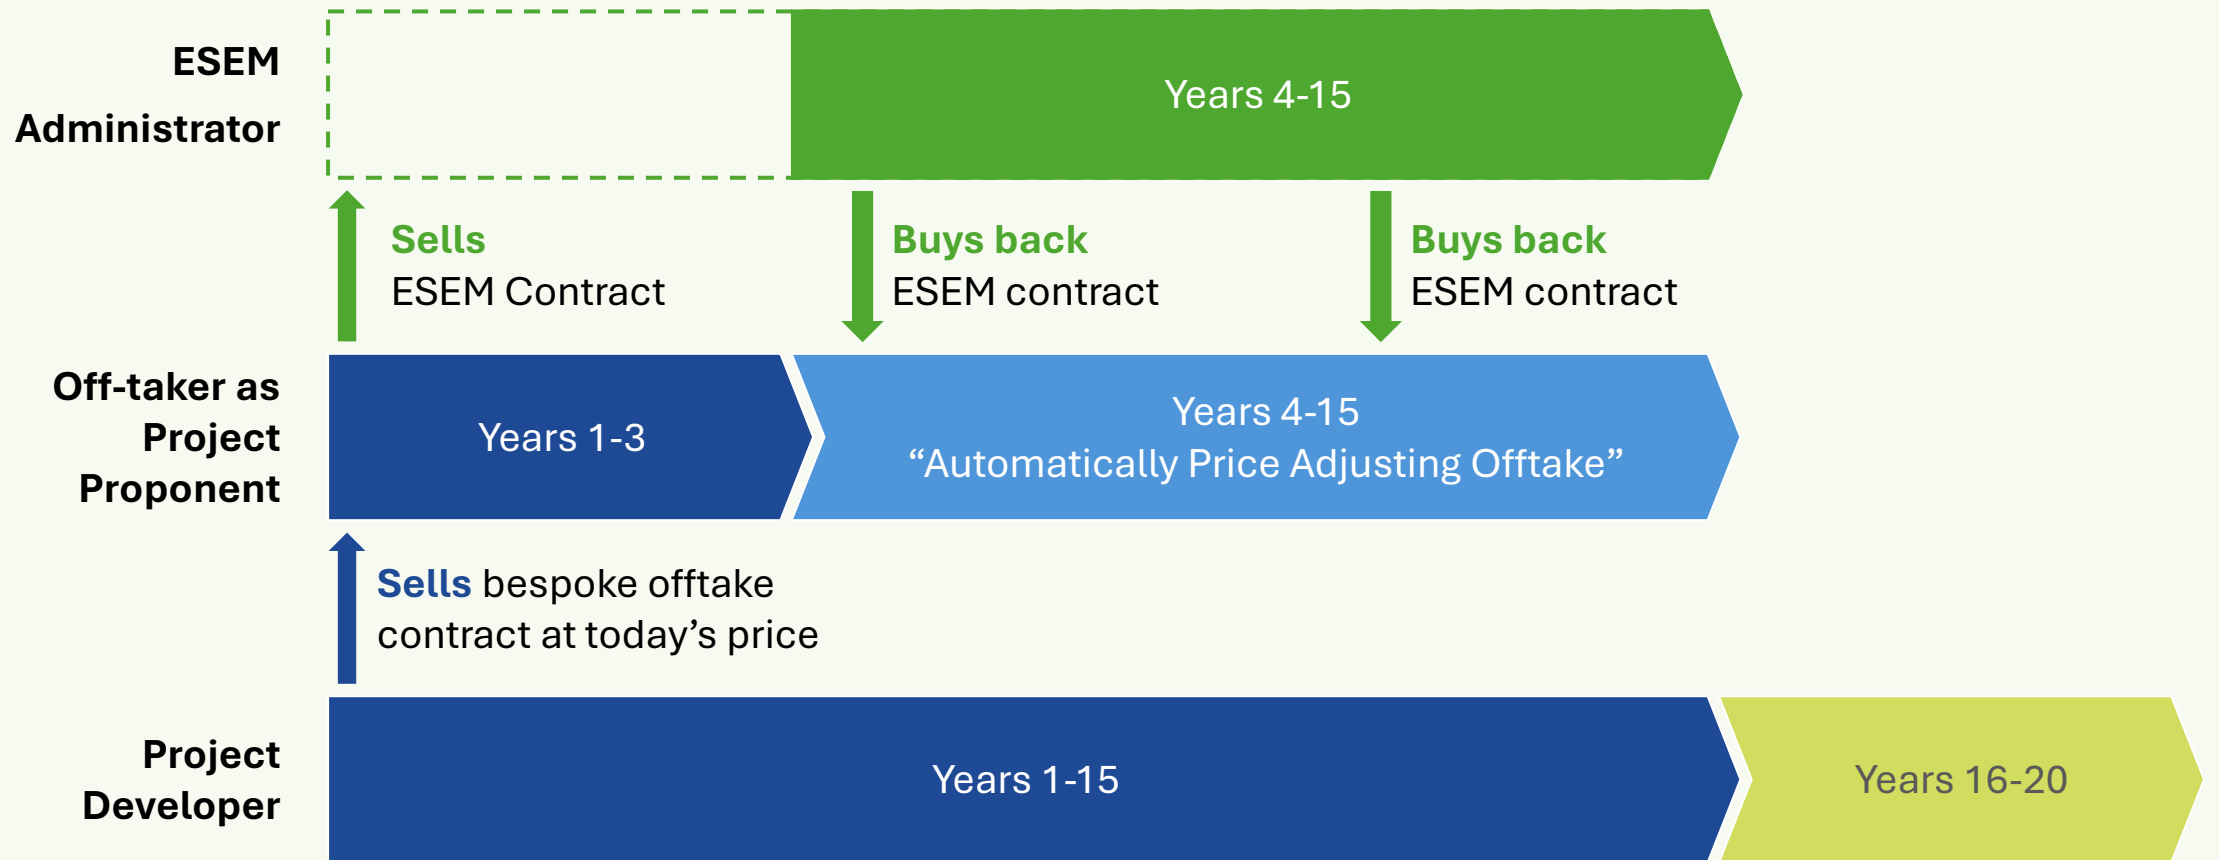 ESEM
Administrator
Years 4-15
Sells
ESEM Contract
Buys back
ESEM contract
Buys back
ESEM contract
Off-taker as
Project
Proponent
Years 1-3
Years 4-15
“Automatically Price Adjusting Offtake”
Sells bespoke offtake
contract at today’s price
Project
Developer
Years 1-15
Years 16-20